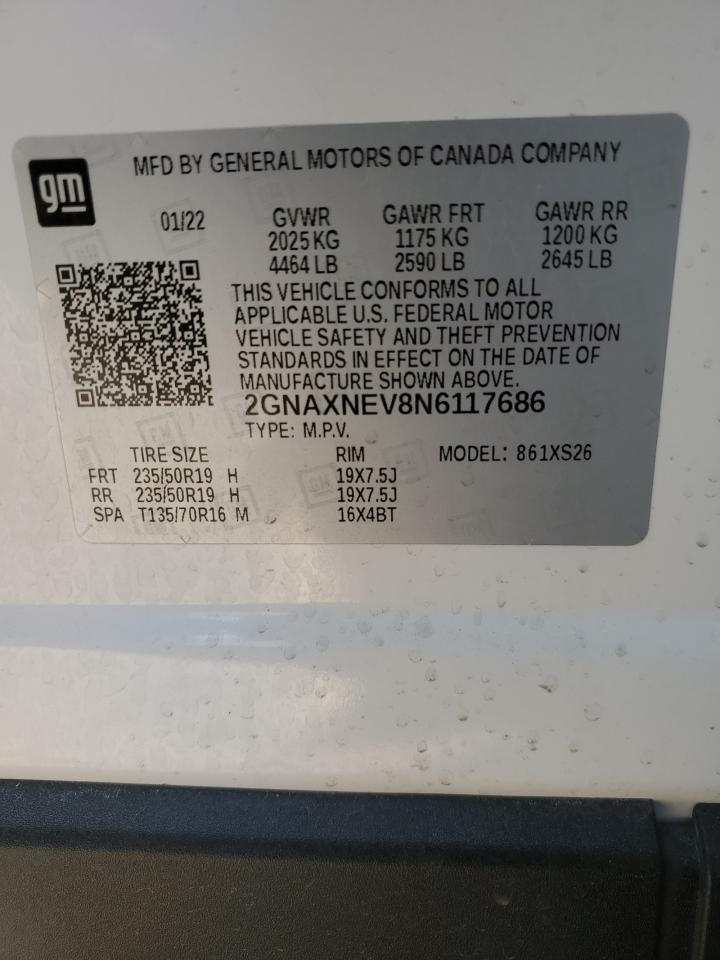 gm
MFD BY GENERAL MOTORS OF CANADA COMPANY
01/22 GVWR GAWR FRT GAWR RR
2025 KG 1175 KG 1200 KG
4464 LB 2590 LB 2645 LB
THIS VEHICLE CONFORMS TO ALL
APPLICABLE U.S. FEDERAL MOTOR
VEHICLE SAFETY AND THEFT PREVENTION
STANDARDS IN EFFECT ON THE DATE OF
MANUFACTURE SHOWN ABOVE.
2GNAXNEV8N6117686
TYPE: M.P.V.
TIRE SIZE RIM MODEL: 861XS26
FRT 235/50R19 H 19X7.5J
RR 235/50R19 H 19X7.5J
SPA T135/70R16 M 16X4BT